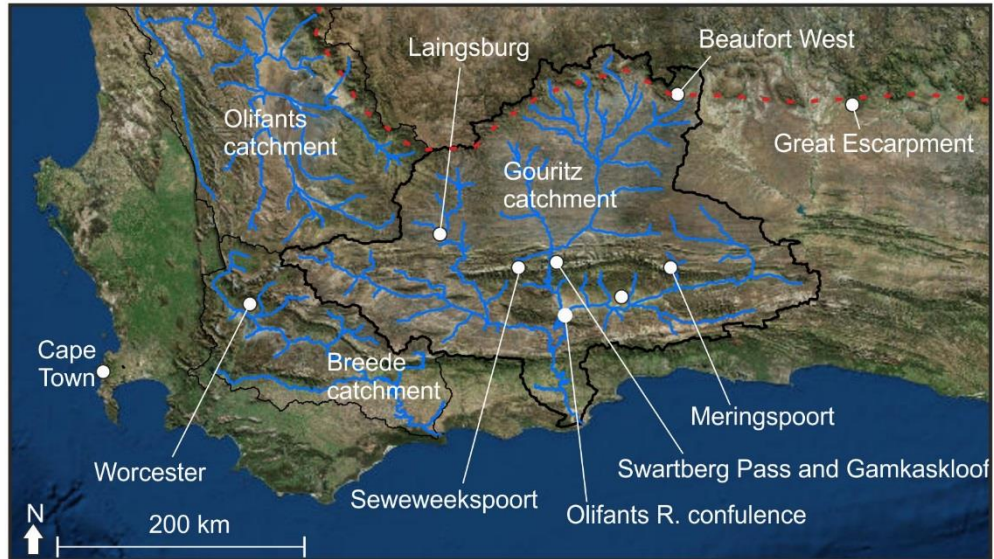 Laingsburg
Beaufort West
Olifants
catchment
Great Escarpment
Gouritz
catchment
Cape
Town
Breede
catchment
Meringspoort
Worcester
Seweweekspoort
Swartberg Pass and Gamkaskloof
Olifants R. confulence
N
200 km